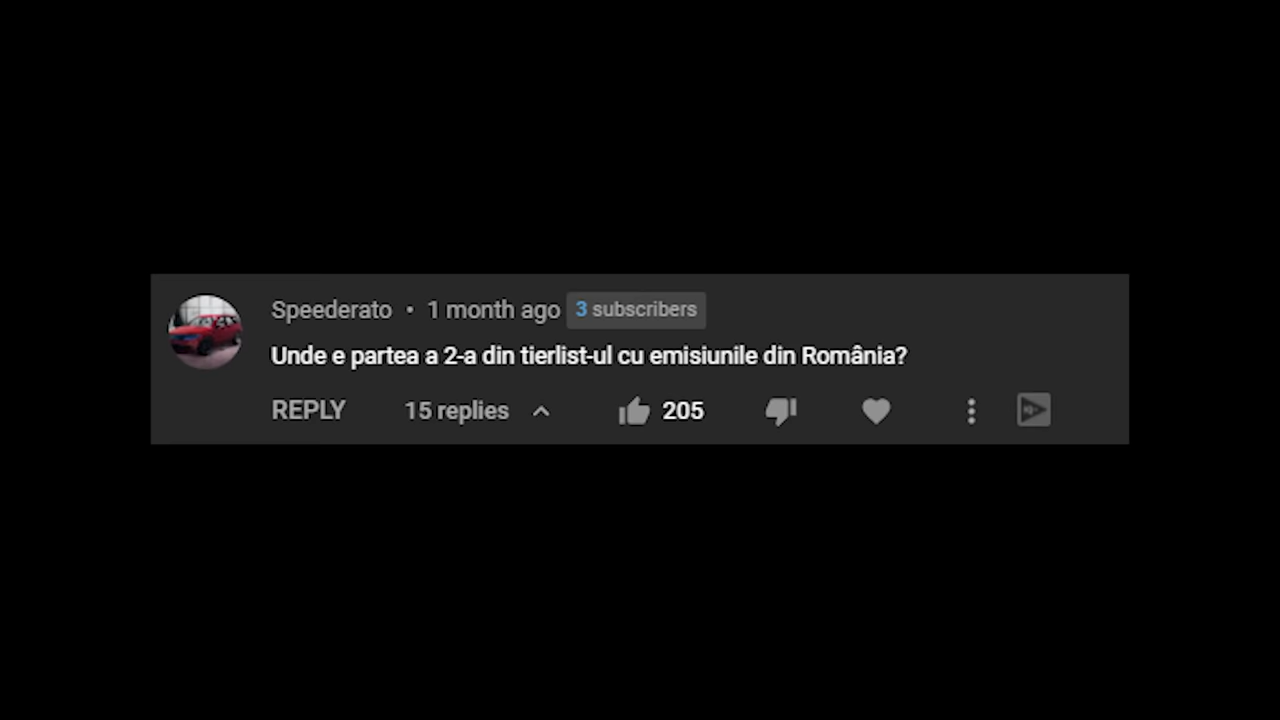 Speederato • 1 month ago 3 subscribers
Unde e partea a 2-a din tierlist-ul cu emisiunile din România?
REPLY 15 replies 205